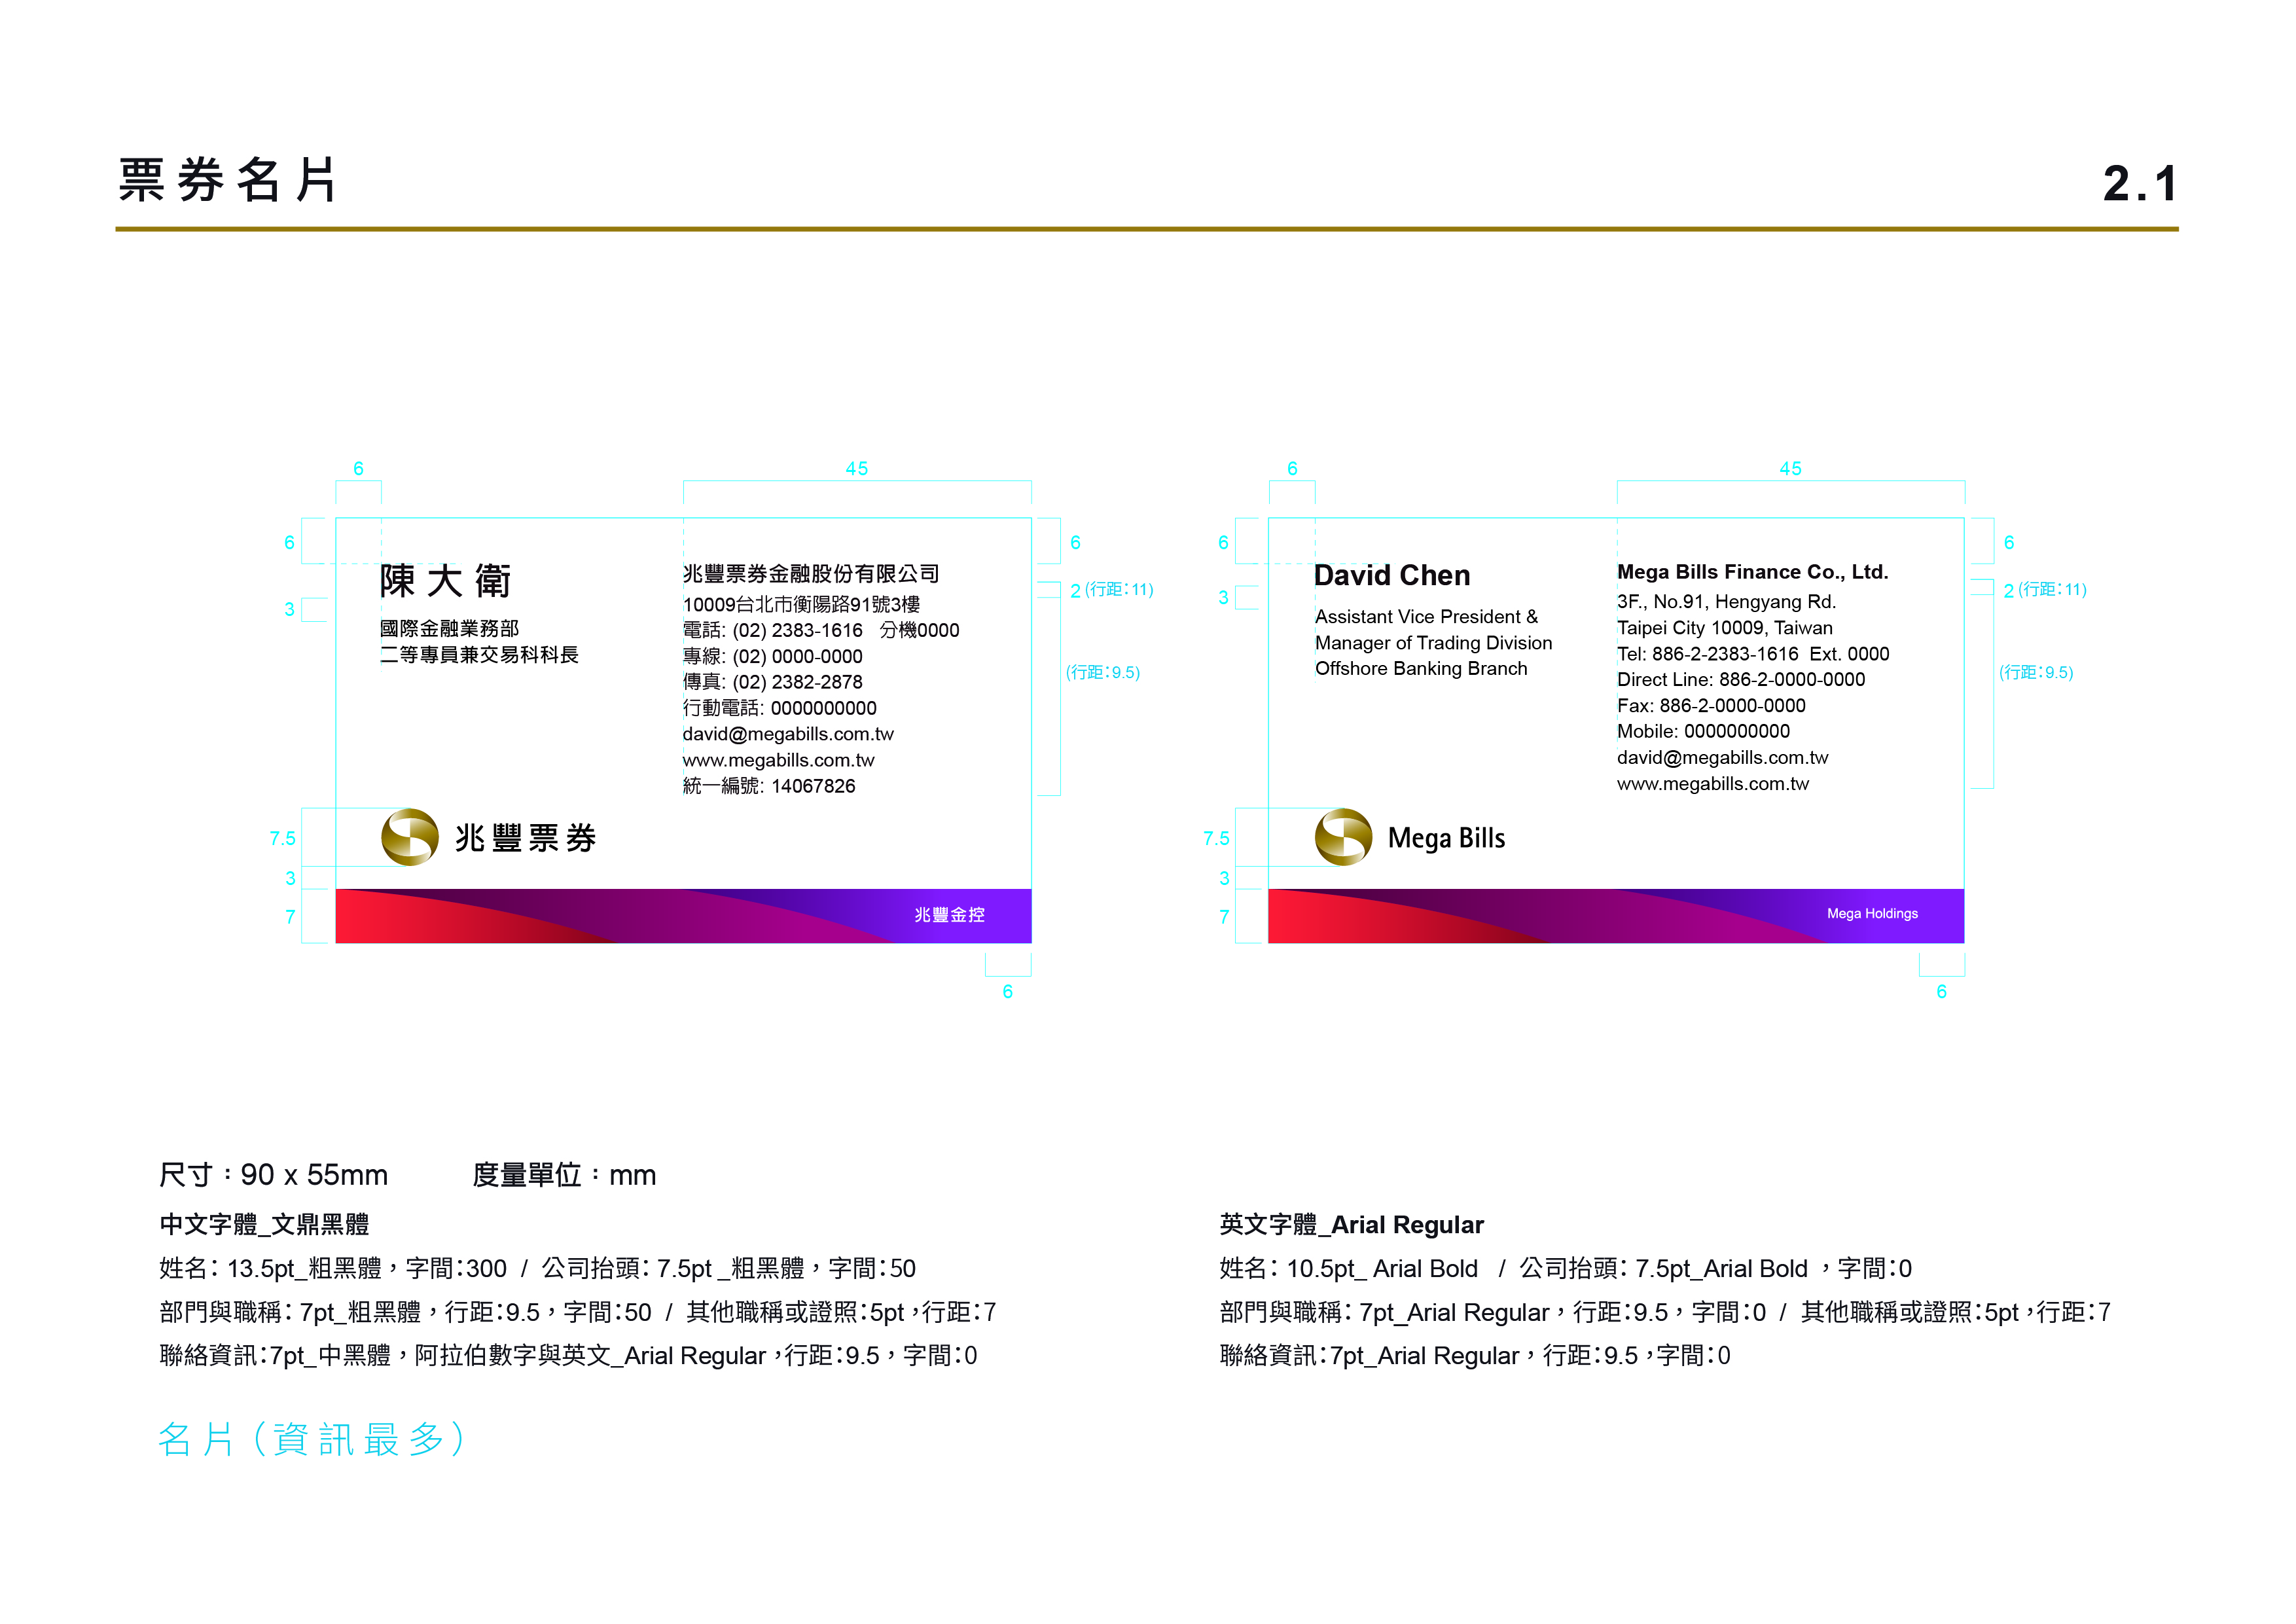 票券名片
2.1
6
45
6
3
6
2 (行距：11)
(行距：9.5)
陳大衛
國際金融業務部
二等專員兼交易科科長
兆豐票券金融股份有限公司
10009台北市衡陽路91號3樓
電話: (02) 2383-1616 分機0000
專線: (02) 0000-0000
傳真: (02) 2382-2878
行動電話: 0000000000
david@megabills.com.tw
www.megabills.com.tw
統一編號: 14067826
7.5
3
7
兆豐票券
兆豐金控
6
6
45
6
3
6
2 (行距：11)
(行距：9.5)
David Chen
Assistant Vice President &
Manager of Trading Division
Offshore Banking Branch
Mega Bills Finance Co., Ltd.
3F., No.91, Hengyang Rd.
Taipei City 10009, Taiwan
Tel: 886-2-2383-1616 Ext. 0000
Direct Line: 886-2-0000-0000
Fax: 886-2-0000-0000
Mobile: 0000000000
david@megabills.com.tw
www.megabills.com.tw
7.5
3
7
Mega Bills
Mega Holdings
6
尺寸：90 x 55mm 度量單位：mm
中文字體_文鼎黑體
姓名：13.5pt_粗黑體，字間：300 / 公司抬頭：7.5pt _粗黑體，字間：50
部門與職稱：7pt_粗黑體，行距：9.5，字間：50 / 其他職稱或證照：5pt，行距：7
聯絡資訊：7pt_中黑體，阿拉伯數字與英文_Arial Regular，行距：9.5，字間：0
英文字體_Arial Regular
姓名：10.5pt_ Arial Bold / 公司抬頭：7.5pt_Arial Bold ，字間：0
部門與職稱：7pt_Arial Regular，行距：9.5，字間：0 / 其他職稱或證照：5pt，行距：7
聯絡資訊：7pt_Arial Regular，行距：9.5，字間：0
名片（資訊最多）